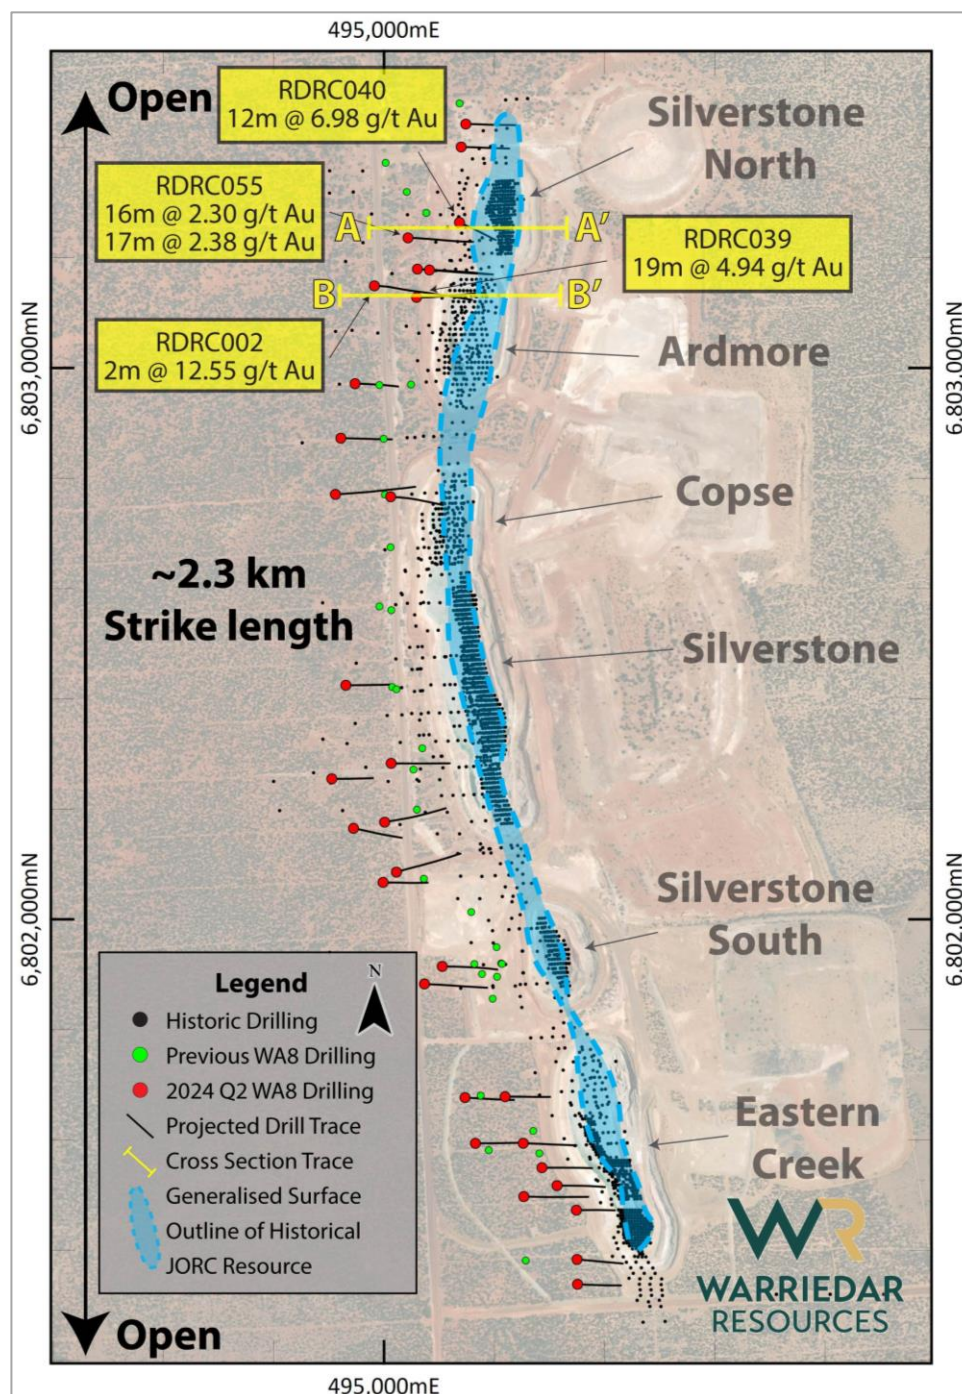 495,000mE
Open
RDRC040
12m @ 6.98 g/t Au
Silverstone
North
RDRC055
16m @ 2.30 g/t Au
17m @ 2.38 g/t Au
A
A’
RDRC039
19m @ 4.94 g/t Au
B
B’
RDRC002
2m @ 12.55 g/t Au
Ardmore
6,803,000mN
6,803,000mN
Copse
~2.3 km
Strike length
Silverstone
Silverstone
South
6,802,000mN
6,802,000mN
Legend
N
Historic Drilling
Previous WA8 Drilling
2024 Q2 WA8 Drilling
Projected Drill Trace
Cross Section Trace
Generalised Surface
Outline of Historical
JORC Resource
Eastern
Creek
WR
WARRIEDAR
RESOURCES
Open
495,000mE